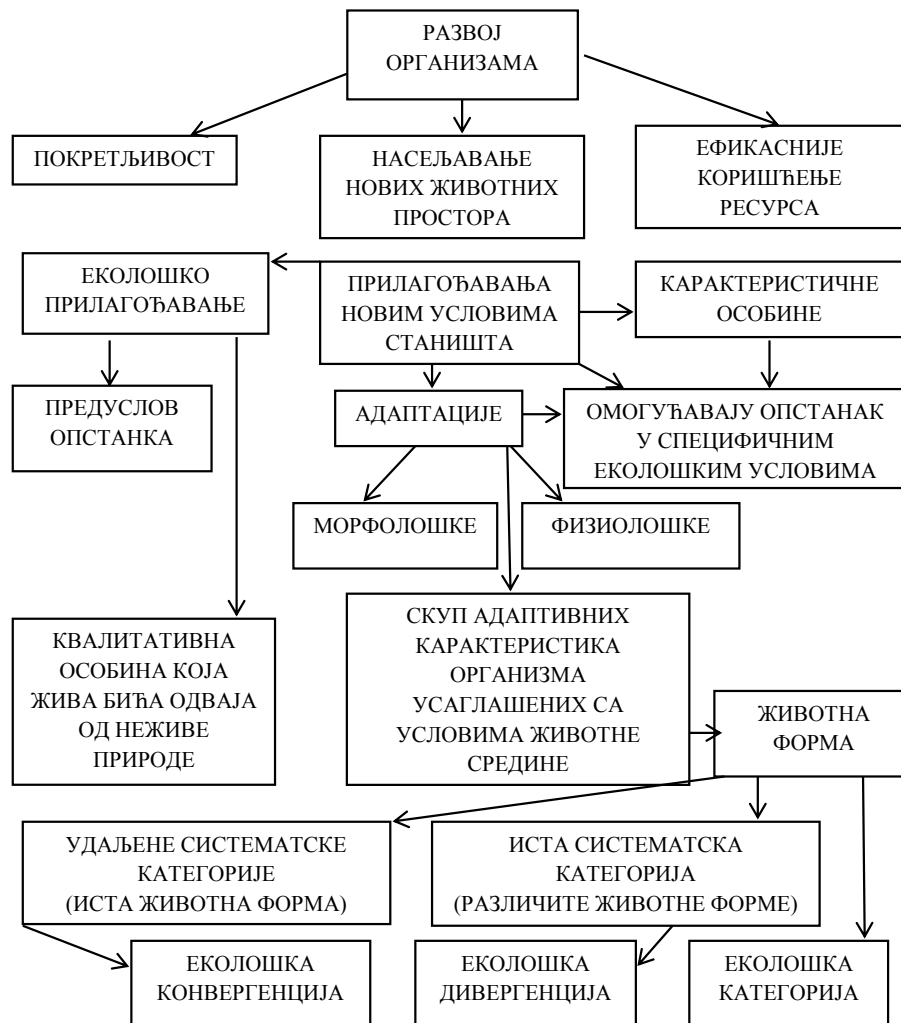 РАЗВОЈ
ОРГАНИЗАМА
ПОКРЕТЉИВОСТ
НАСЕЉАВАЊЕ
НОВИХ ЖИВОТНИХ
ПРОСТОРА
ЕФИКАСНИЈЕ
КОРИШЋЕЊЕ
РЕСУРСА
ЕКОЛОШКО
ПРИЛАГОЂАВАЊЕ
ПРИЛАГОЂАВАЊА
НОВИМ УСЛОВИМА
СТАНИШТА
КАРАКТЕРИСТИЧНЕ
ОСОБИНЕ
ПРЕДУСЛОВ
ОПСТАНКА
АДАПТАЦИЈЕ
ОМОГУЋАВАЈУ ОПСТАНАК
У СПЕЦИФИЧНИМ
ЕКОЛОШКИМ УСЛОВИМА
МОРФОЛОШКЕ
ФИЗИОЛОШКЕ
КВАЛИТАТИВНА
ОСОБИНА КОЈА
ЖИВА БИЋА ОДВАЈА
ОД НЕЖИВЕ
ПРИРОДЕ
СКУП АДАПТИВНИХ
КАРАКТЕРИСТИКА
ОРГАНИЗМА
УСАГЛАШЕНИХ СА
УСЛОВИМА ЖИВОТНЕ
СРЕДИНЕ
ЖИВОТНА
ФОРМА
УДАЉЕНЕ СИСТЕМАТСКЕ
КАТЕГОРИЈЕ
(ИСТА ЖИВОТНА ФОРМА)
ИСТА СИСТЕМАТСКА
КАТЕГОРИЈА
(РАЗЛИЧИТЕ ЖИВОТНЕ ФОРМЕ)
ЕКОЛОШКА
КОНВЕРГЕНЦИЈА
ЕКОЛОШКА
ДИВЕРГЕНЦИЈА
ЕКОЛОШКА
КАТЕГОРИЈА